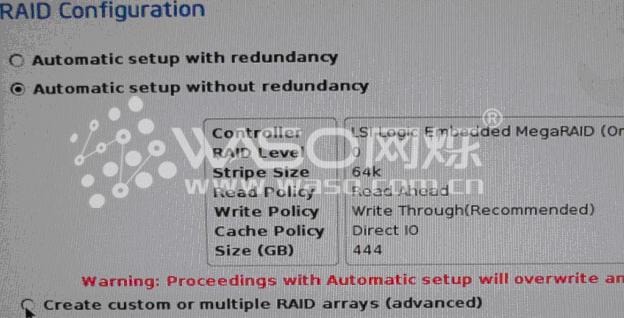 RAID Configuration
Automatic setup with redundancy
Automatic setup without redundancy
Controller LSI Logic Embedded MegaRAID (Or
RAID Level 0
Stripe Size 64k
Read Policy Read Ahead
Write Policy Write Through(Recommended)
Cache Policy Direct IO
Size (GB) 444
WASO网烁®
www.waso.com.cn
Warning: Proceedings with Automatic setup will overwrite an
Create custom or multiple RAID arrays (advanced)